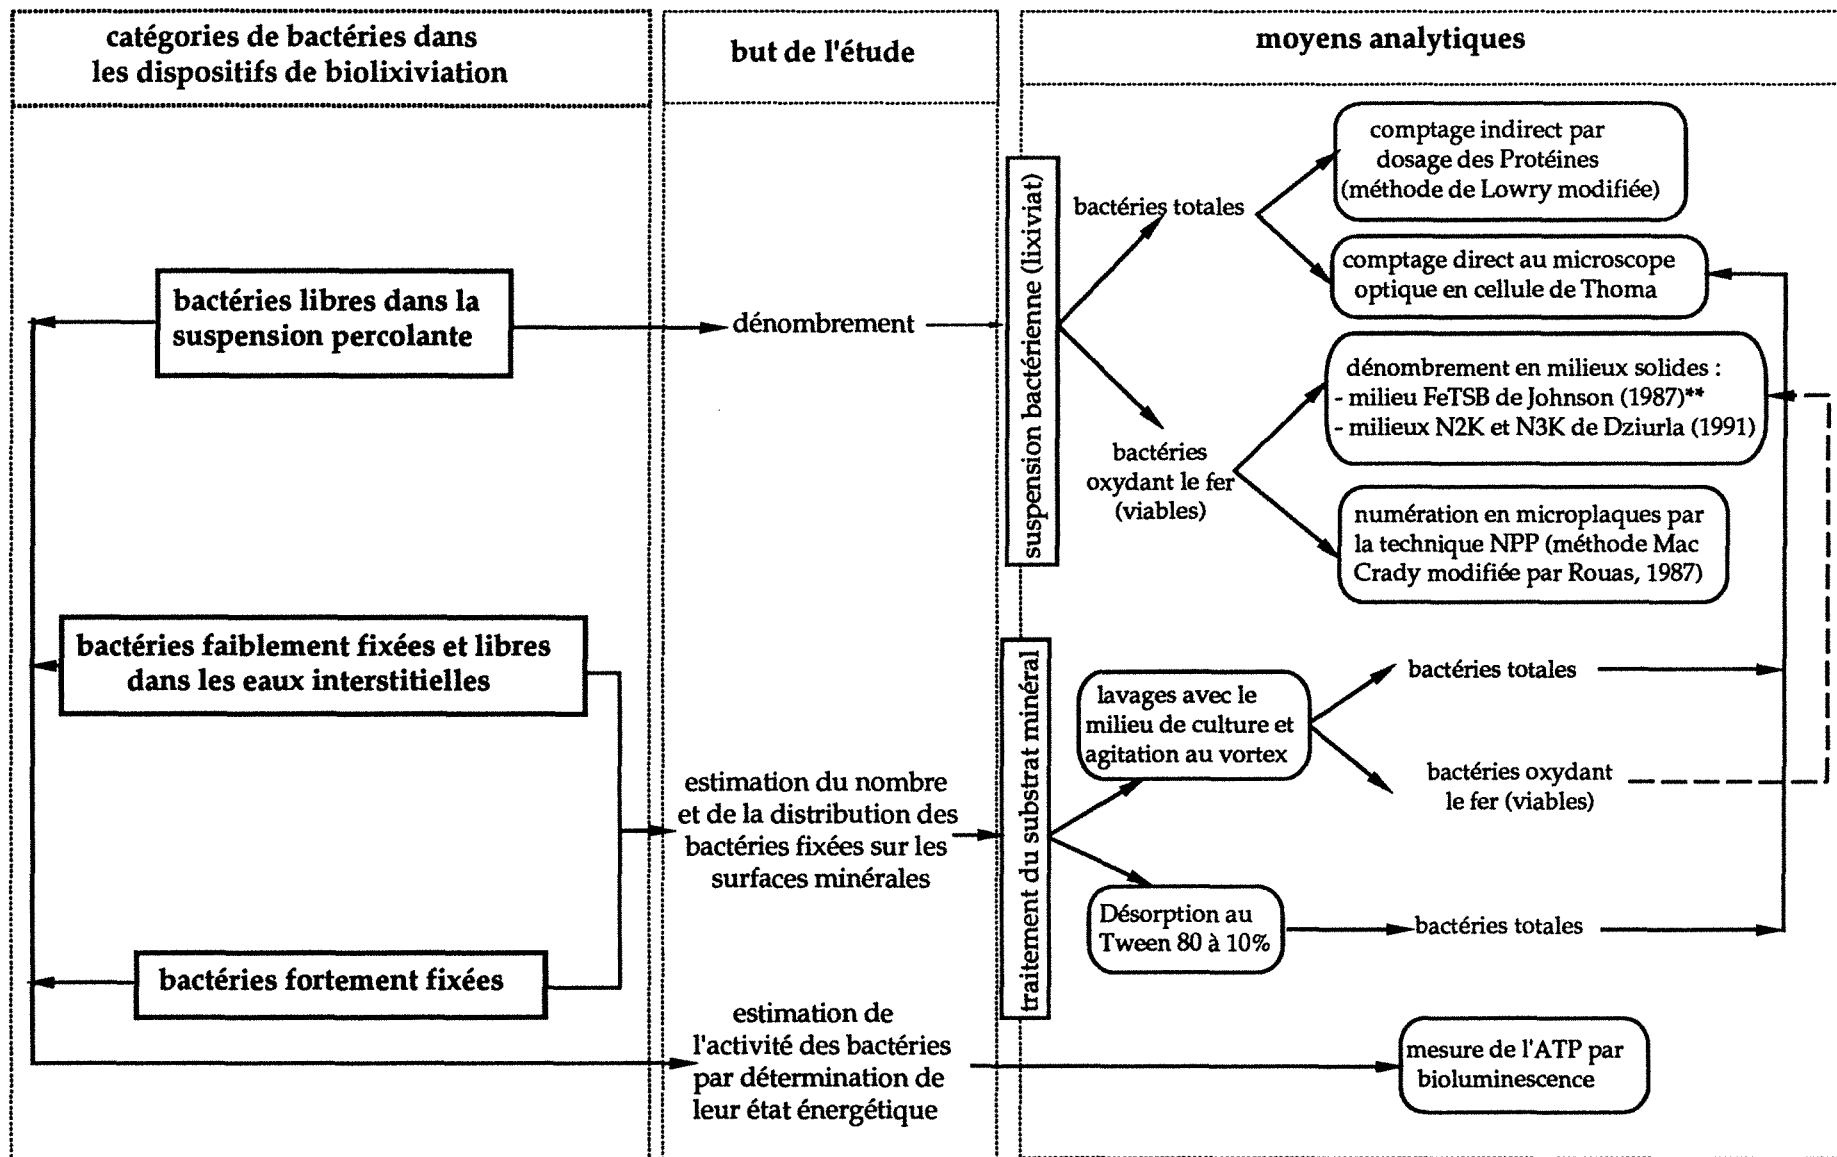 catégories de bactéries dans
les dispositifs de biolixiviation
but de l'étude
moyens analytiques
bactéries libres dans la
suspension percolante
dénombrement
suspension bactérienne (lixiviat)
bactéries totales
comptage indirect par
dosage des Protéines
(méthode de Lowry modifiée)
comptage direct au microscope
optique en cellule de Thoma
bactéries
oxydant le fer
(viables)
dénombrement en milieux solides :
- milieu FeTSB de Johnson (1987)**
- milieux N2K et N3K de Dziurla (1991)
numération en microplaques par
la technique NPP (méthode Mac
Crady modifiée par Rouas, 1987)
bactéries faiblement fixées et libres
dans les eaux interstitielles
bactéries fortement fixées
estimation du nombre
et de la distribution des
bactéries fixées sur les
surfaces minérales
traitement du substrat minéral
lavages avec le
milieu de culture et
agitation au vortex
bactéries totales
bactéries oxydant
le fer (viables)
Désorption au
Tween 80 à 10%
bactéries totales
estimation de
l'activité des bactéries
par détermination de
leur état énergétique
mesure de l'ATP par
bioluminescence